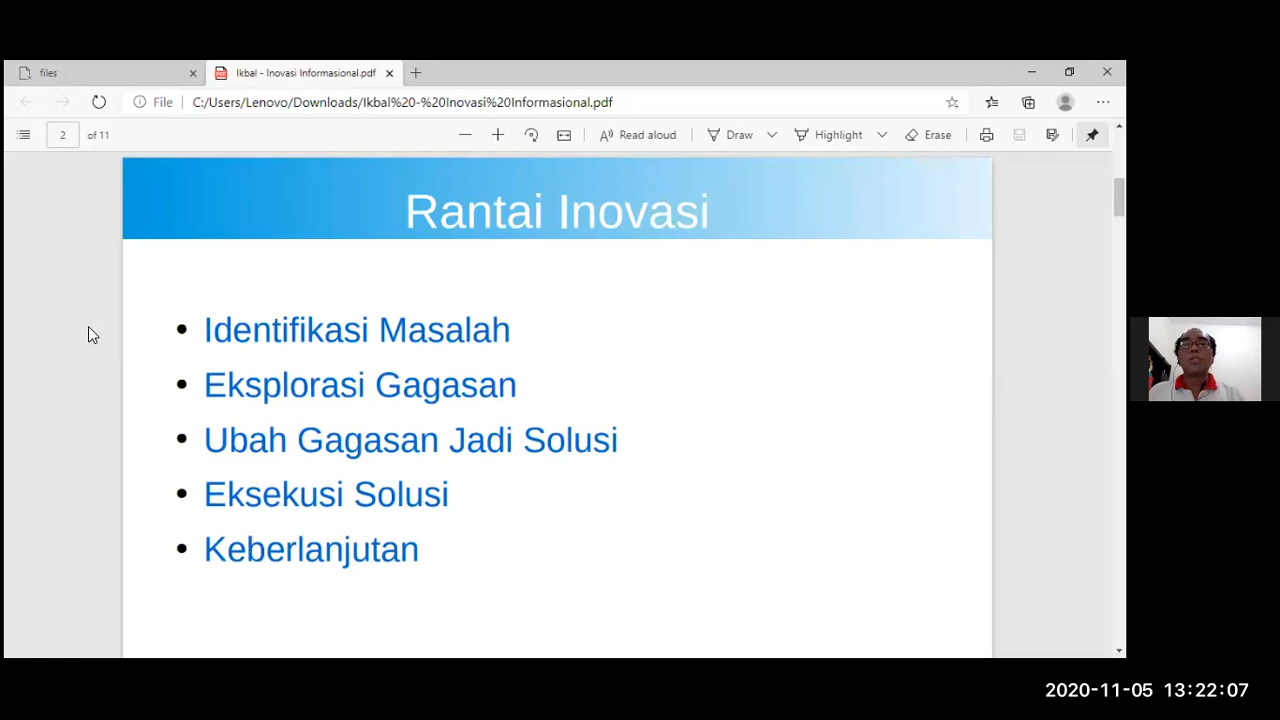 files
Ikbal - Inovasi Informasional.pdf
File
C:/Users/Lenovo/Downloads/Ikbal%20-%20Inovasi%20Informasional.pdf
2 of 11
Read aloud
Draw
Highlight
Erase
Rantai Inovasi
• Identifikasi Masalah
• Eksplorasi Gagasan
• Ubah Gagasan Jadi Solusi
• Eksekusi Solusi
• Keberlanjutan
2020-11-05 13:22:07